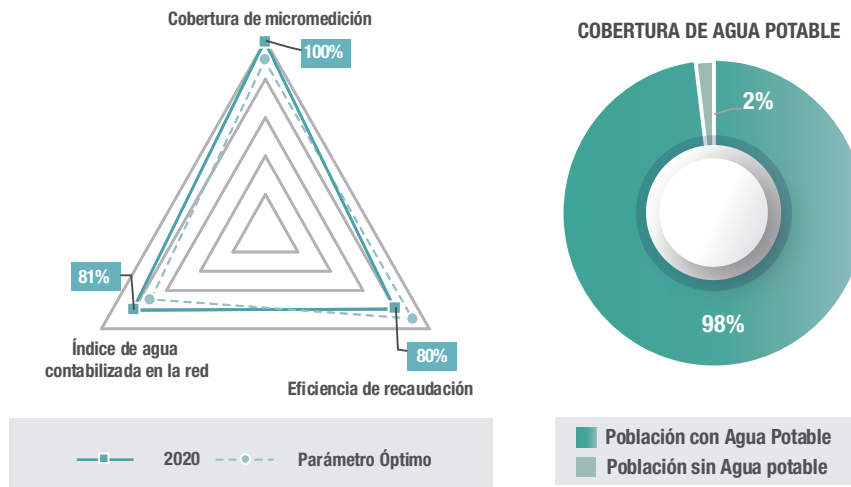 Cobertura de micromedición
100%
81%
Índice de agua
contabilizada en la red
80%
Eficiencia de recaudación
2020
Parámetro Óptimo
COBERTURA DE AGUA POTABLE
2%
98%
Población con Agua Potable
Población sin Agua potable